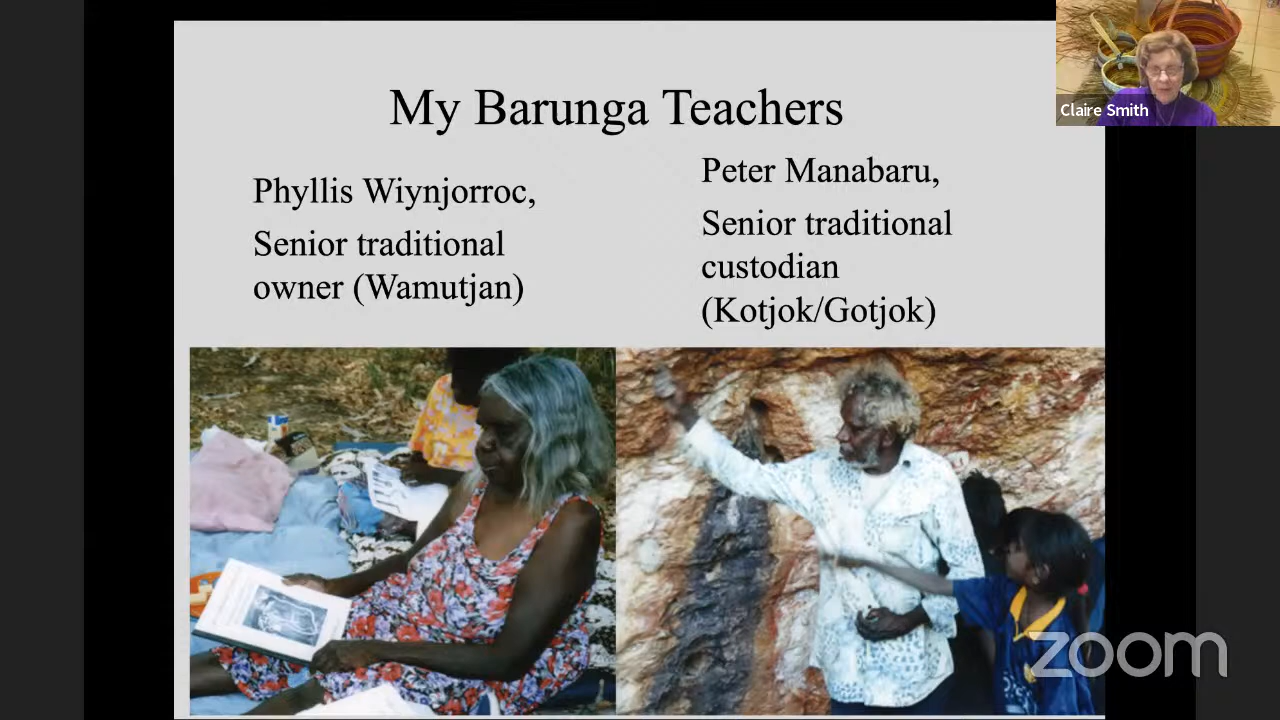 My Barunga Teachers
Phyllis Wiynjorroc,
Senior traditional
owner (Wamutjan)
Peter Manabaru,
Senior traditional
custodian
(Kotjok/Gotjok)
Claire Smith
zoom